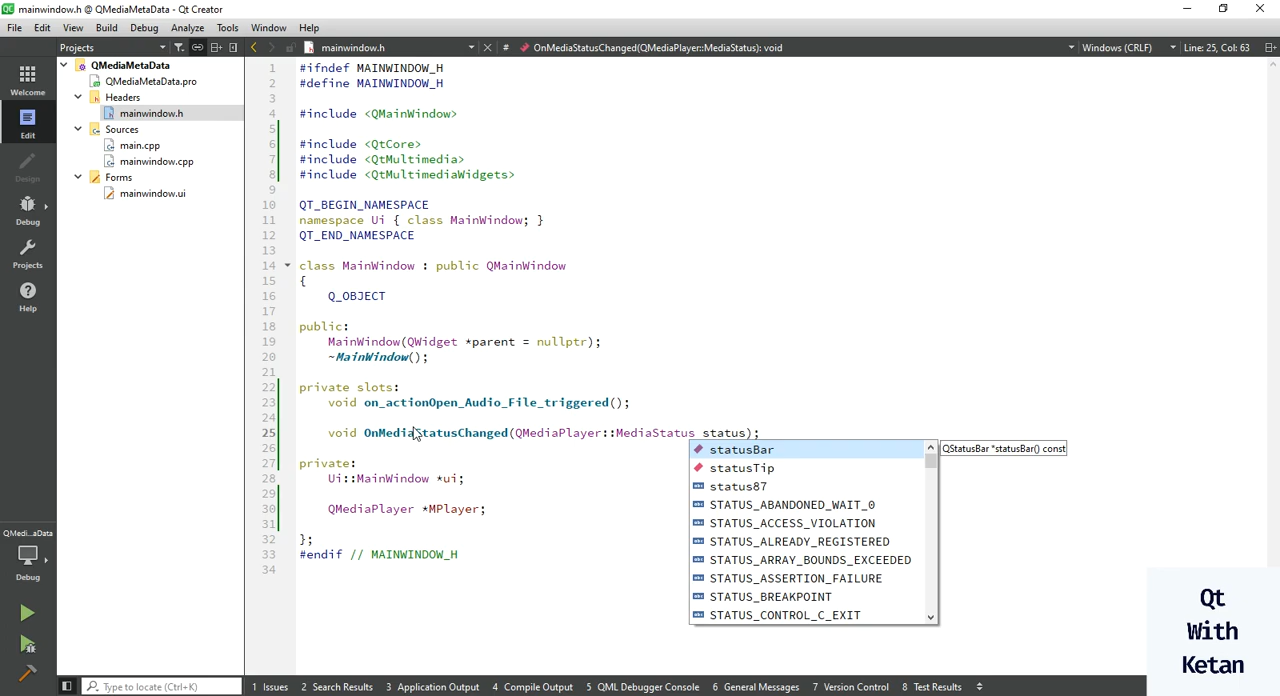 mainwindow.h @ QMediaMetaData - Qt Creator
File Edit View Build Debug Analyze Tools Window Help
Projects mainwindow.h # OnMediaStatusChanged(QMediaPlayer::MediaStatus): void Windows (CRLF) Line: 25, Col: 63
Welcome
Edit
Design
Debug
Projects
Help
QMedi...aData
Debug
QMediaMetaData
QMediaMetaData.pro
Headers
mainwindow.h
Sources
main.cpp
mainwindow.cpp
Forms
mainwindow.ui
1 #ifndef MAINWINDOW_H
2 #define MAINWINDOW_H
3
4 #include <QMainWindow>
5
6 #include <QtCore>
7 #include <QtMultimedia>
8 #include <QtMultimediaWidgets>
9
10 QT_BEGIN_NAMESPACE
11 namespace Ui { class MainWindow; }
12 QT_END_NAMESPACE
13
14 class MainWindow : public QMainWindow
15 {
16 Q_OBJECT
17
18 public:
19 MainWindow(QWidget *parent = nullptr);
20 ~MainWindow();
21
22 private slots:
23 void on_actionOpen_Audio_File_triggered();
24
25 void OnMediaStatusChanged(QMediaPlayer::MediaStatus status);
26
27 private:
28 Ui::MainWindow *ui;
29
30 QMediaPlayer *MPlayer;
31
32 };
33 #endif // MAINWINDOW_H
34
statusBar
statusTip
status87
STATUS_ABANDONED_WAIT_0
STATUS_ACCESS_VIOLATION
STATUS_ALREADY_REGISTERED
STATUS_ARRAY_BOUNDS_EXCEEDED
STATUS_ASSERTION_FAILURE
STATUS_BREAKPOINT
STATUS_CONTROL_C_EXIT
QStatusBar *statusBar() const
Qt
With
Ketan
Type to locate (Ctrl+K) 1 Issues 2 Search Results 3 Application Output 4 Compile Output 5 QML Debugger Console 6 General Messages 7 Version Control 8 Test Results